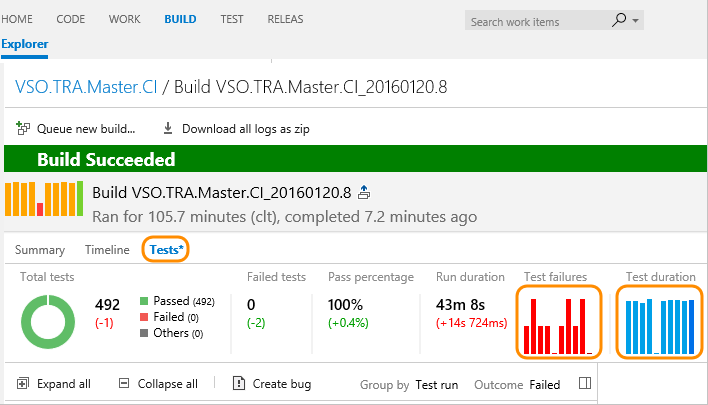 HOME CODE WORK BUILD TEST RELEAS Search work items
Explorer
VSO.TRA.Master.CI / Build VSO.TRA.Master.CI_20160120.8
Queue new build... Download all logs as zip
Build Succeeded
Build VSO.TRA.Master.CI_20160120.8
Ran for 105.7 minutes (clt), completed 7.2 minutes ago
Summary Timeline Tests*
Total tests Failed tests Pass percentage Run duration Test failures Test duration
492 Passed (492) 0 100% 43m 8s
(-1) Failed (0) (-2) (+0.4%) (+14s 724ms)
Others (0)
Expand all Collapse all Create bug Group by Test run Outcome Failed